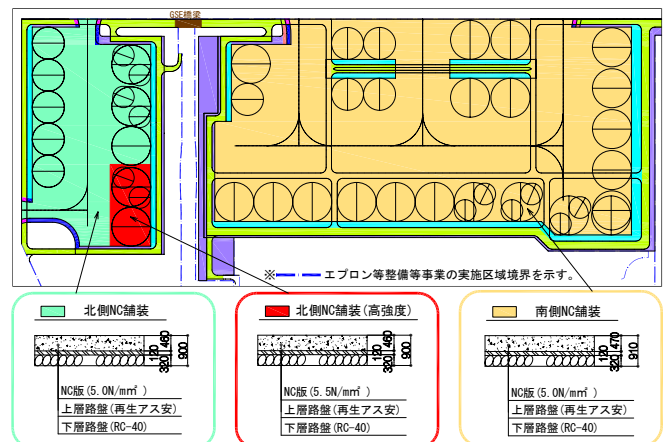 GSE橋梁
※ エプロン等整備等事業の実施区域境界を示す。
北側NC舗装
120 460
320
900
NC版(5.0N/mm²)
上層路盤(再生アス安)
下層路盤(RC-40)
北側NC舗装(高強度)
120 460
320
900
NC版(5.5N/mm²)
上層路盤(再生アス安)
下層路盤(RC-40)
南側NC舗装
120 470
320
910
NC版(5.0N/mm²)
上層路盤(再生アス安)
下層路盤(RC-40)